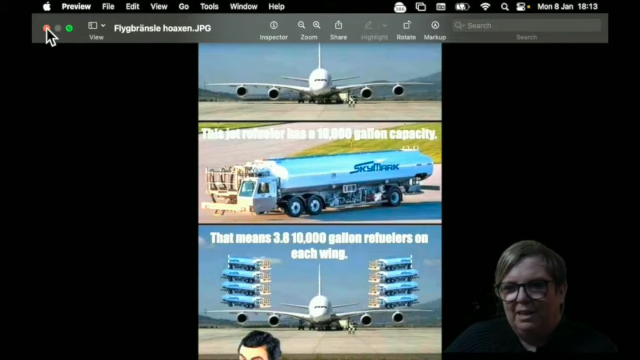 Preview File Edit View Go Tools Window Help Mon 8 Jan 18:13
Flygbränsle hoaxen.JPG
Search
View Inspector Zoom Share Highlight Rotate Markup Search
This jet refueler has a 10,000 gallon capacity.
SKYMARK
That means 3.8 10,000 gallon refuelers on
each wing.